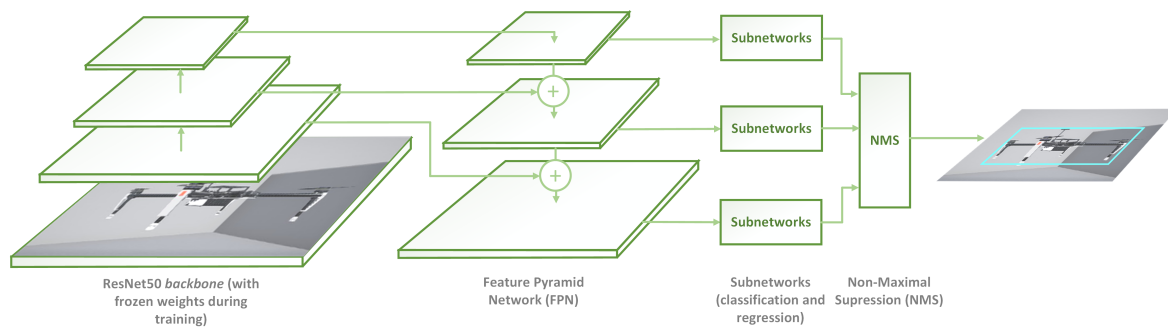 Subnetworks
Subnetworks
NMS
Subnetworks
ResNet50 backbone (with
frozen weights during
training)
Feature Pyramid
Network (FPN)
Subnetworks
(classification and
regression)
Non-Maximal
Supression (NMS)